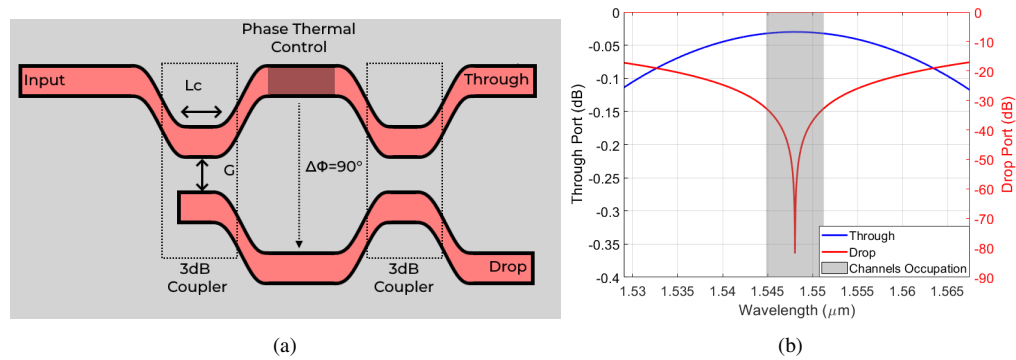 Phase Thermal
Control
Input
Through
Lc
G
ΔΦ=90°
3dB
Coupler
3dB
Coupler
Drop
(a)
Through Port (dB)
0
-0.05
-0.1
-0.15
-0.2
-0.25
-0.3
-0.35
-0.4
0
-10
-20
-30
-40
-50
-60
-70
-80
-90
Drop Port (dB)
Through
Drop
Channels Occupation
1.53 1.535 1.54 1.545 1.55 1.555 1.56 1.565
Wavelength (μm)
(b)